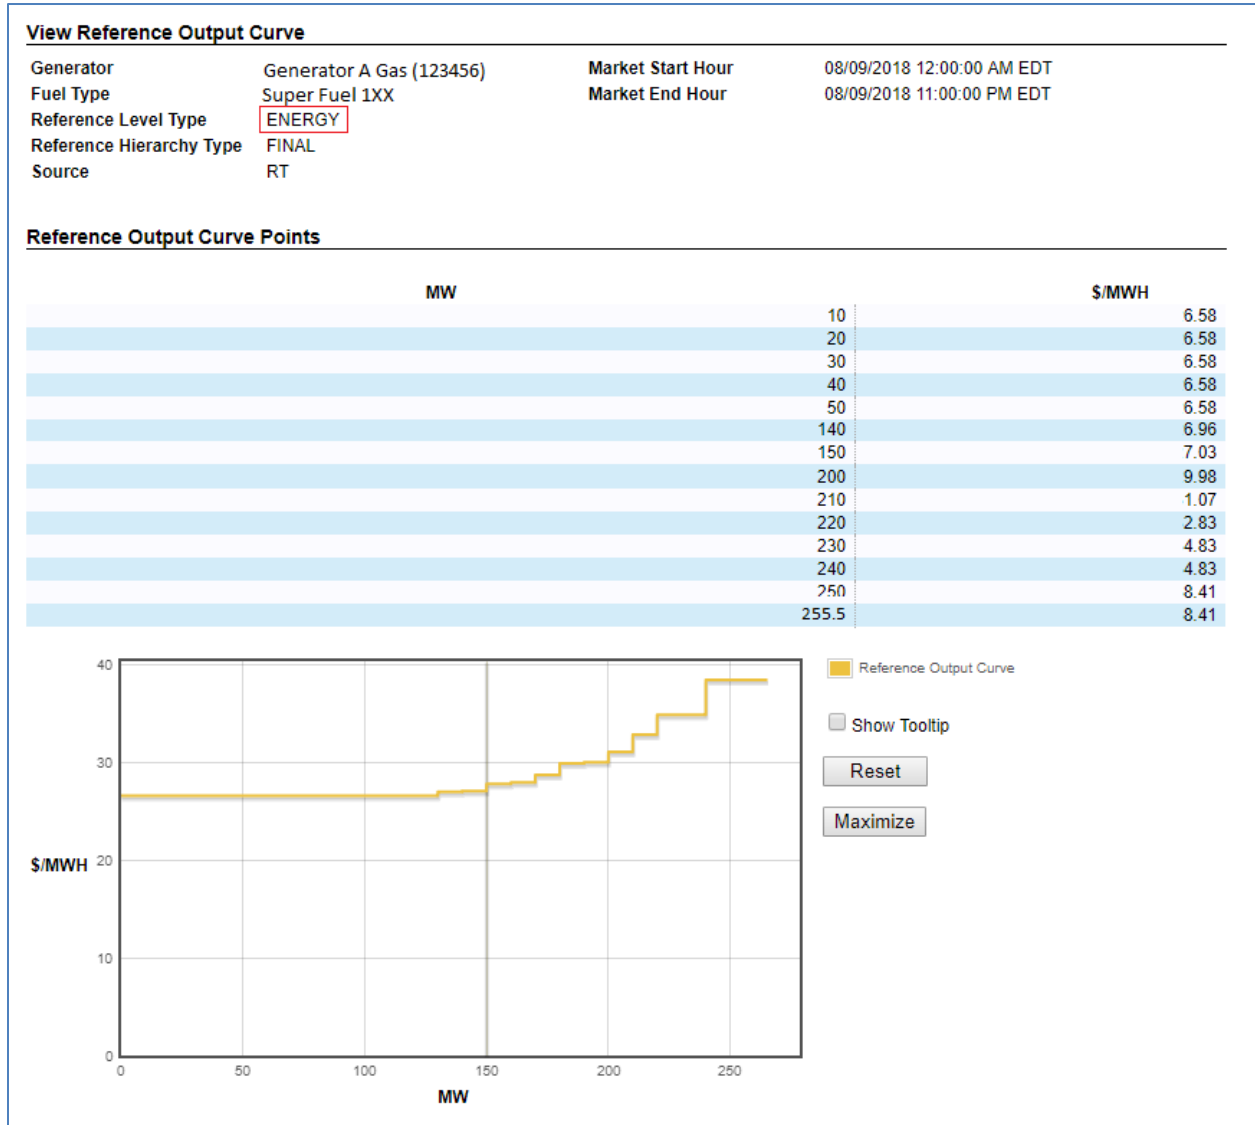 View Reference Output Curve
Generator Generator A Gas (123456) Market Start Hour 08/09/2018 12:00:00 AM EDT
Fuel Type Super Fuel 1XX Market End Hour 08/09/2018 11:00:00 PM EDT
Reference Level Type ENERGY
Reference Hierarchy Type FINAL
Source RT
Reference Output Curve Points
MW $/MWH
10 6.58
20 6.58
30 6.58
40 6.58
50 6.58
140 6.96
150 7.03
200 9.98
210 1.07
220 2.83
230 4.83
240 4.83
250 8.41
255.5 8.41
40
30
20
10
0
$/MWH
0 50 100 150 200 250
MW
Reference Output Curve
Show Tooltip
Reset
Maximize